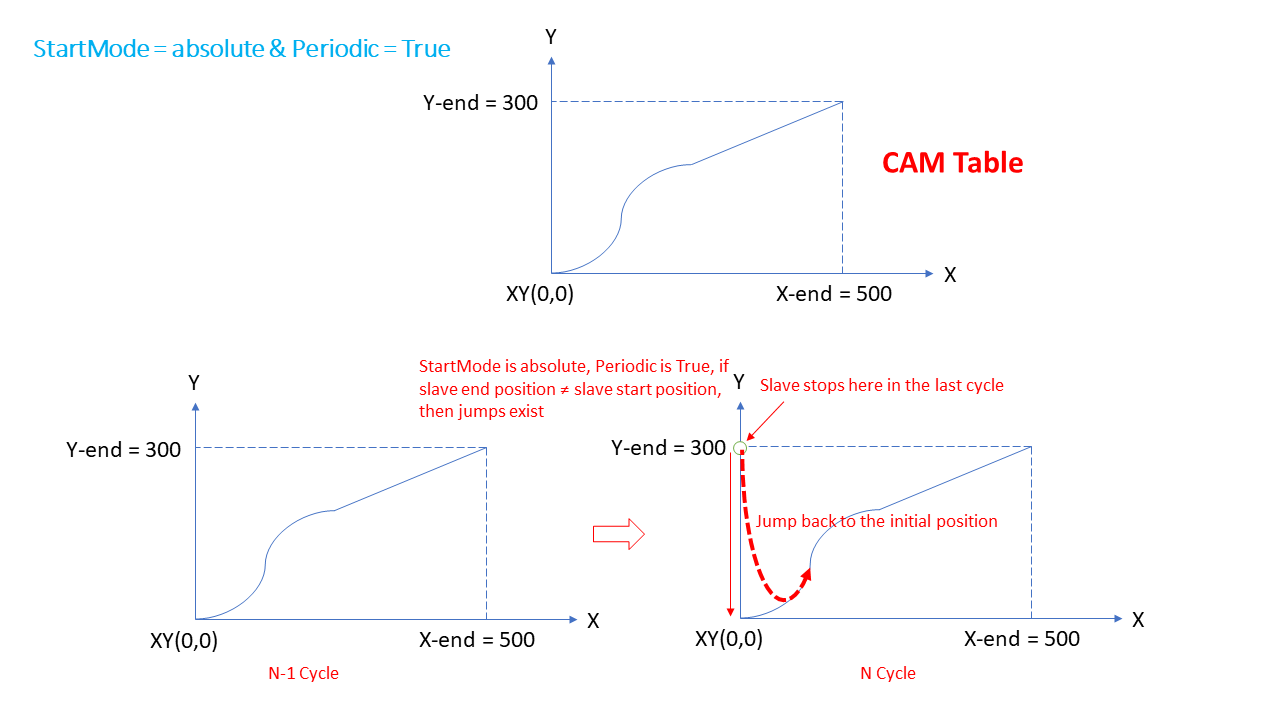 StartMode = absolute & Periodic = True
Y
Y-end = 300
CAM Table
X
XY(0,0)
X-end = 500
StartMode is absolute, Periodic is True, if
slave end position ≠ slave start position,
then jumps exist
Y
Y-end = 300
X
XY(0,0)
X-end = 500
N-1 Cycle
Y
Slave stops here in the last cycle
Y-end = 300
Jump back to the initial position
X
XY(0,0)
X-end = 500
N Cycle